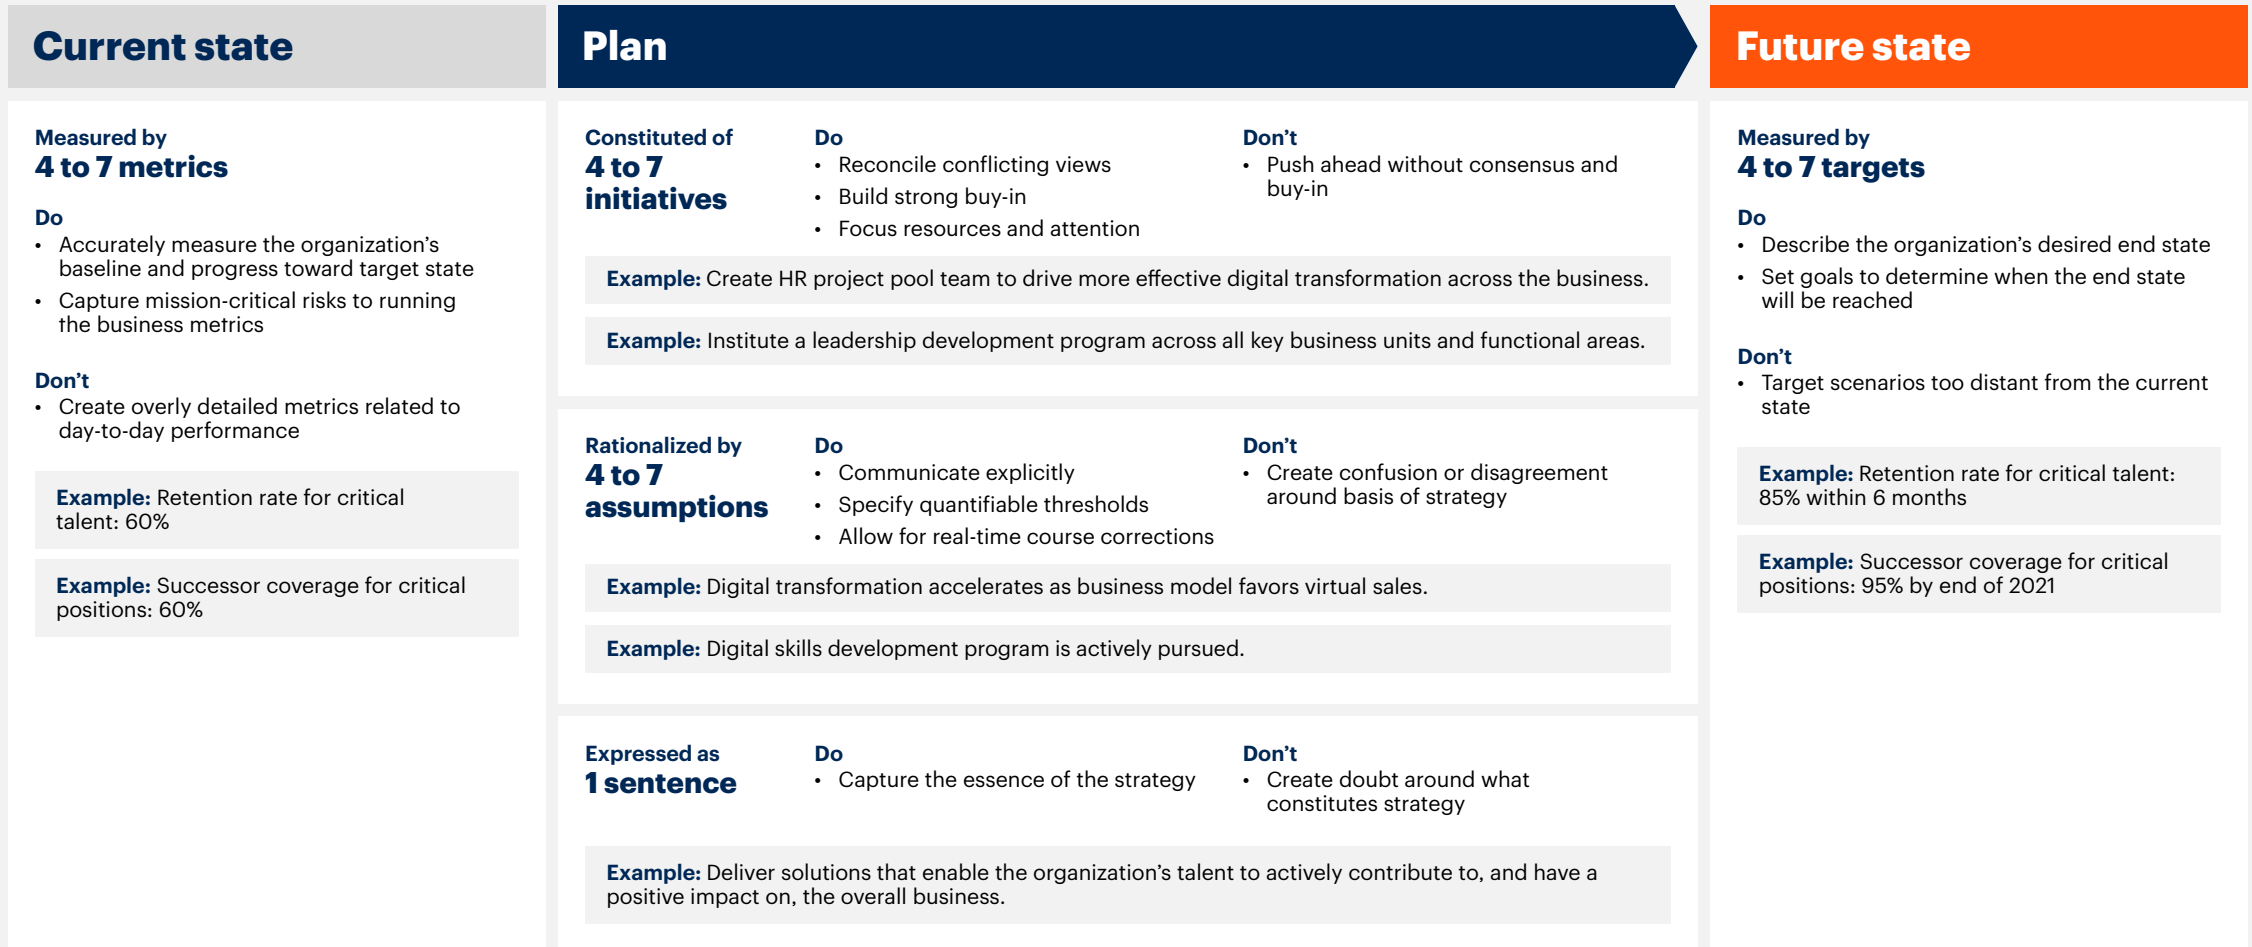 Current state
Measured by
4 to 7 metrics
Do
• Accurately measure the organization's
baseline and progress toward target state
• Capture mission-critical risks to running
the business metrics
Don't
• Create overly detailed metrics related to
day-to-day performance
Example: Retention rate for critical
talent: 60%
Example: Successor coverage for critical
positions: 60%
Plan
Constituted of
4 to 7
initiatives
Do
• Reconcile conflicting views
• Build strong buy-in
• Focus resources and attention
Don't
• Push ahead without consensus and
buy-in
Example: Create HR project pool team to drive more effective digital transformation across the business.
Example: Institute a leadership development program across all key business units and functional areas.
Rationalized by
4 to 7
assumptions
Do
• Communicate explicitly
• Specify quantifiable thresholds
• Allow for real-time course corrections
Don't
• Create confusion or disagreement
around basis of strategy
Example: Digital transformation accelerates as business model favors virtual sales.
Example: Digital skills development program is actively pursued.
Expressed as
1 sentence
Do
• Capture the essence of the strategy
Don't
• Create doubt around what
constitutes strategy
Example: Deliver solutions that enable the organization's talent to actively contribute to, and have a
positive impact on, the overall business.
Future state
Measured by
4 to 7 targets
Do
• Describe the organization's desired end state
• Set goals to determine when the end state
will be reached
Don't
• Target scenarios too distant from the current
state
Example: Retention rate for critical talent:
85% within 6 months
Example: Successor coverage for critical
positions: 95% by end of 2021